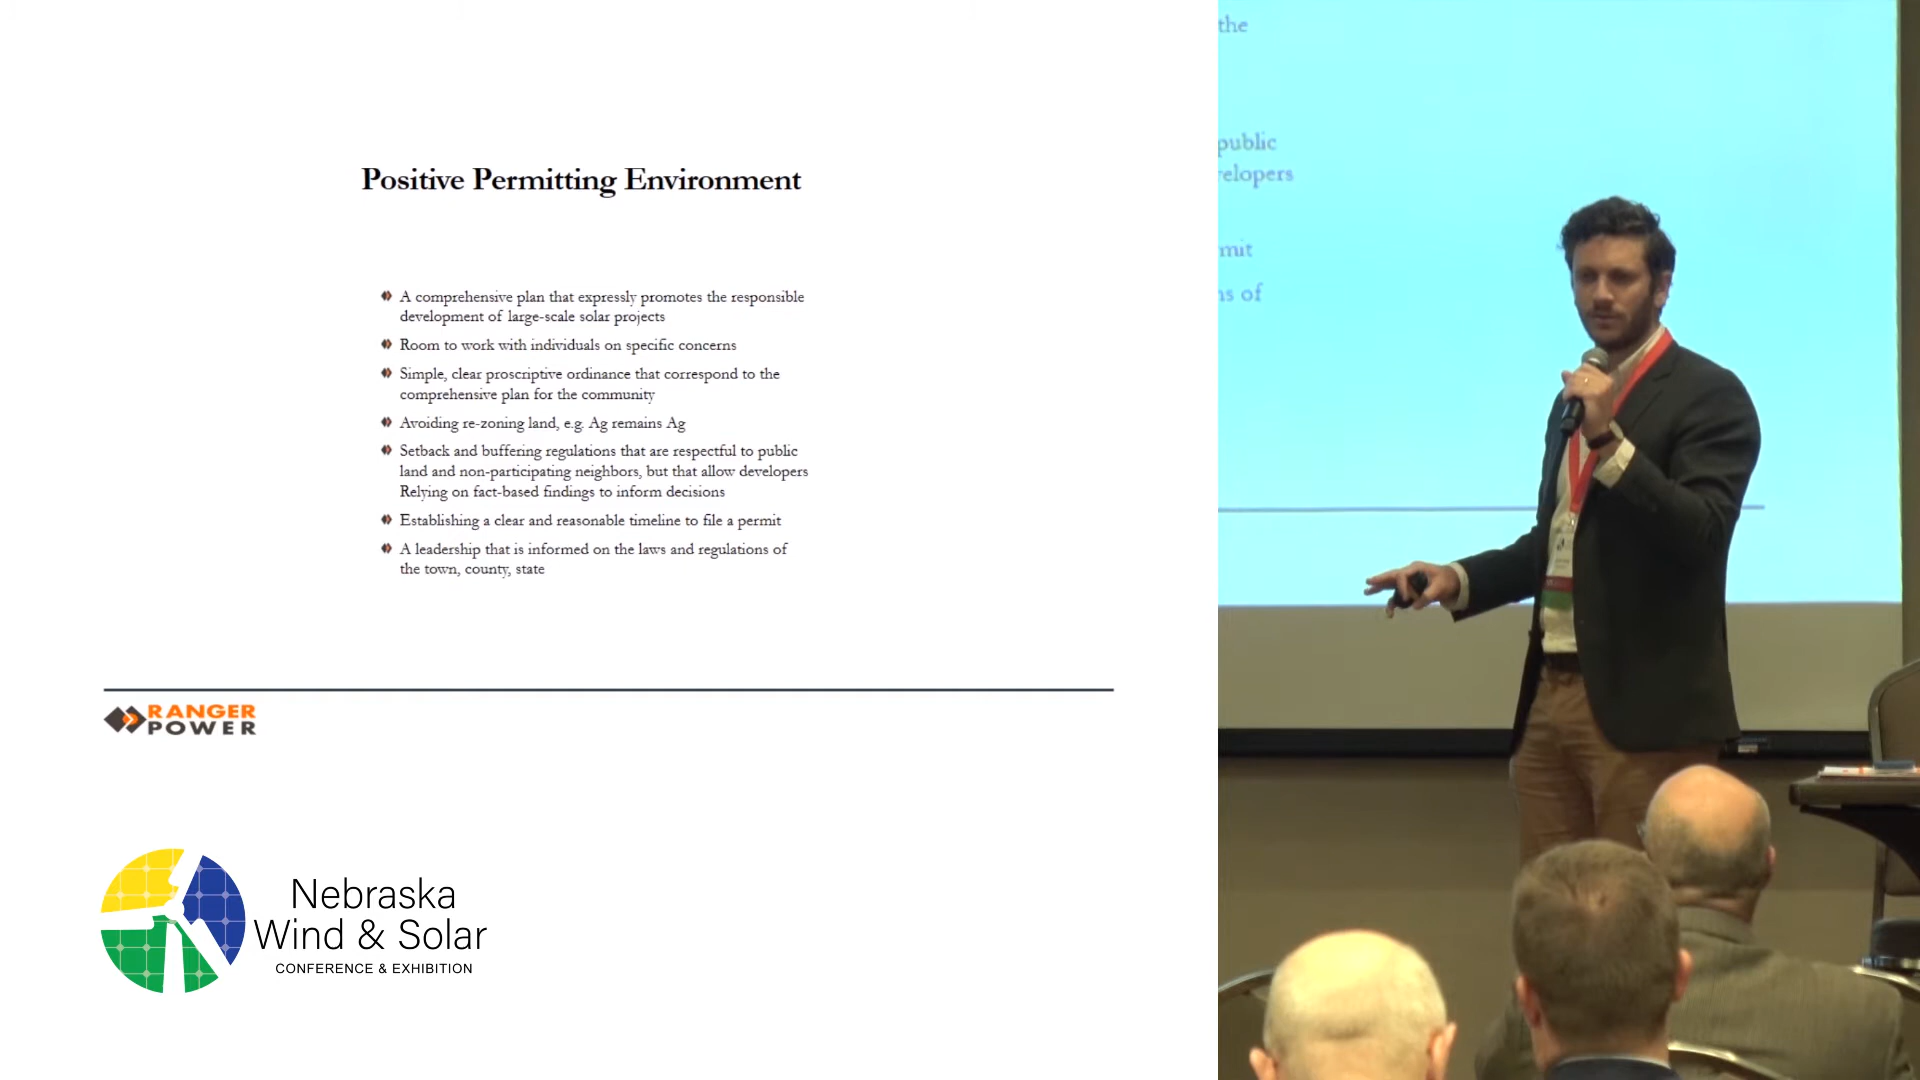 Positive Permitting Environment
A comprehensive plan that expressly promotes the responsible
development of large-scale solar projects
Room to work with individuals on specific concerns
Simple, clear proscriptive ordinance that correspond to the
comprehensive plan for the community
Avoiding re-zoning land, e.g. Ag remains Ag
Setback and buffering regulations that are respectful to public
land and non-participating neighbors, but that allow developers
Relying on fact-based findings to inform decisions
Establishing a clear and reasonable timeline to file a permit
A leadership that is informed on the laws and regulations of
the town, county, state
RANGER
POWER
Nebraska
Wind & Solar
CONFERENCE & EXHIBITION
the
public
velopers
mit
ns of